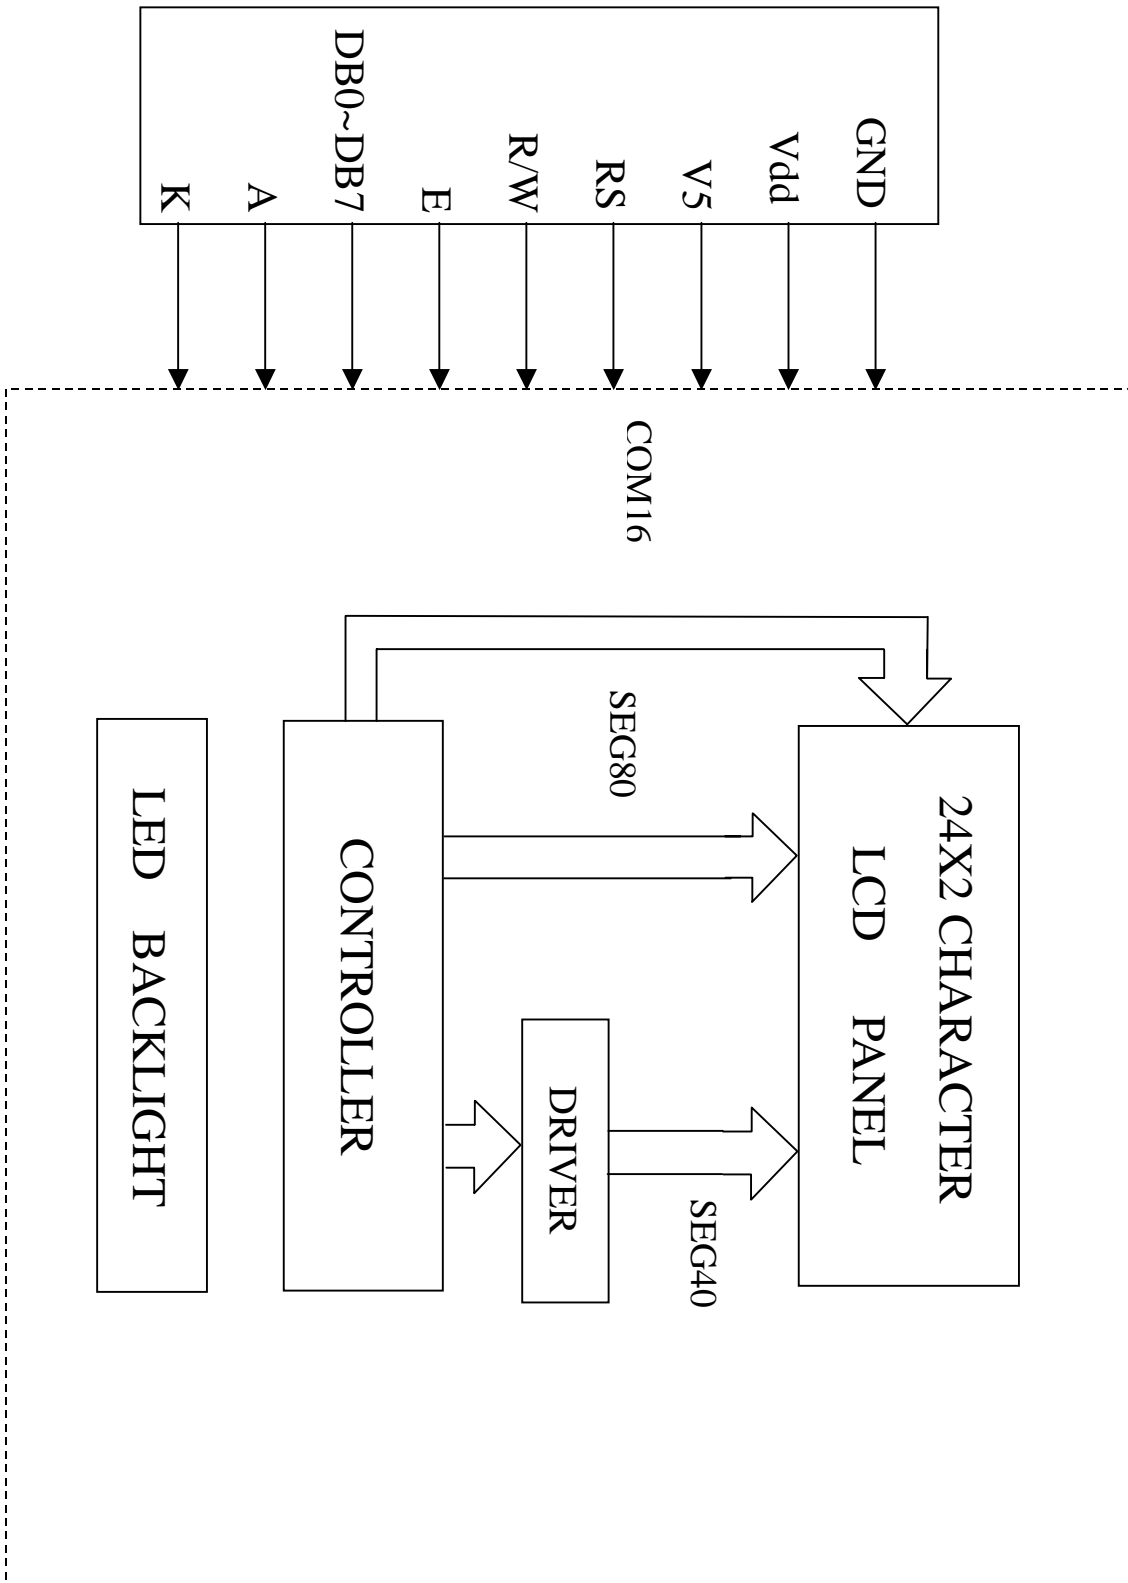 GND
Vdd
V5
RS
R/W
E
DB0~DB7
A
K
COM16
24X2 CHARACTER
LCD PANEL
SEG80
SEG40
DRIVER
CONTROLLER
LED BACKLIGHT